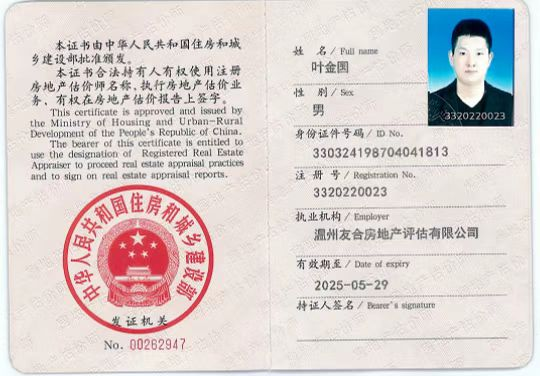 本证书由中华人民共和国住房和城
乡建设部批准颁发。
本证书合法持有人有权使用注册
房地产估价师名称、执行房地产估价业
务、有权在房地产估价报告上签字。
This certificate is approved and issued by
the Ministry of Housing and Urban-Rural
Development of the People's Republic of China.
The bearer of this certificate is entitled to
use the designation of Registered Real Estate
Appraiser to proceed real estate appraisal practices
and to sign on real estate appraisal reports.
中华人民共和国住房和城乡建设部
发证机关
No. 00262947
姓 名 / Full name
叶金图
性 别 / Sex
男
3320220023
身份证件号码 / ID No.
330324198704041813
注 册 号 / Registration No.
3320220023
执业机构 / Employer
温州友合房地产评估有限公司
有效期至 / Date of expiry
2025-05-29
持证人签名 / Bearer's signature